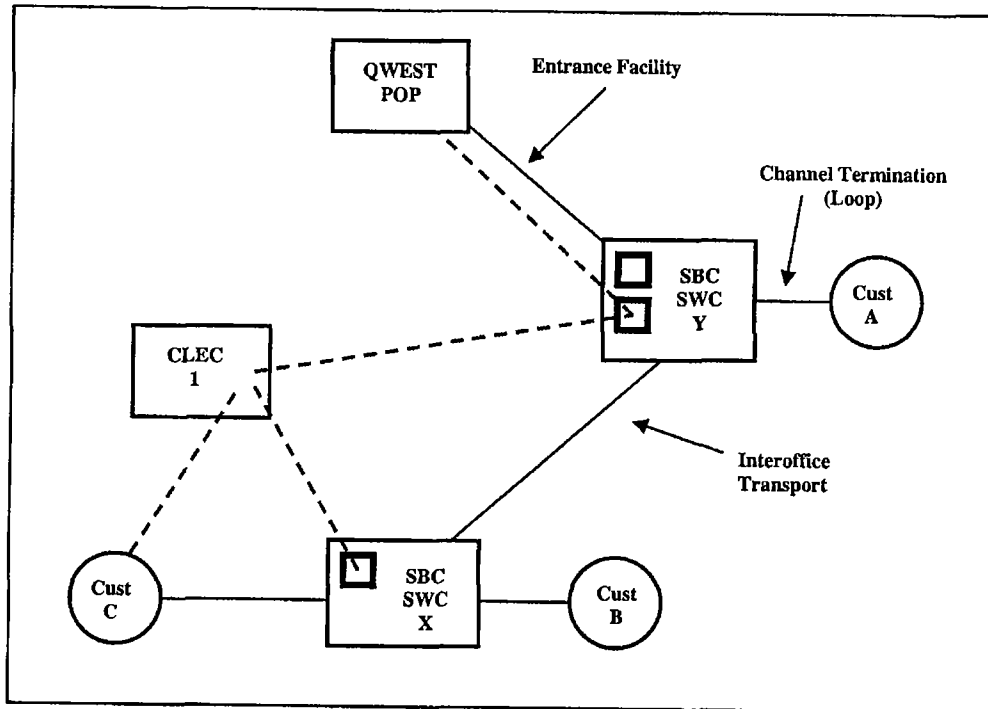 QWEST
POP
Entrance Facility
Channel Termination
(Loop)
SBC
SWC
Y
Cust
A
CLEC
1
Interoffice
Transport
Cust
C
SBC
SWC
X
Cust
B